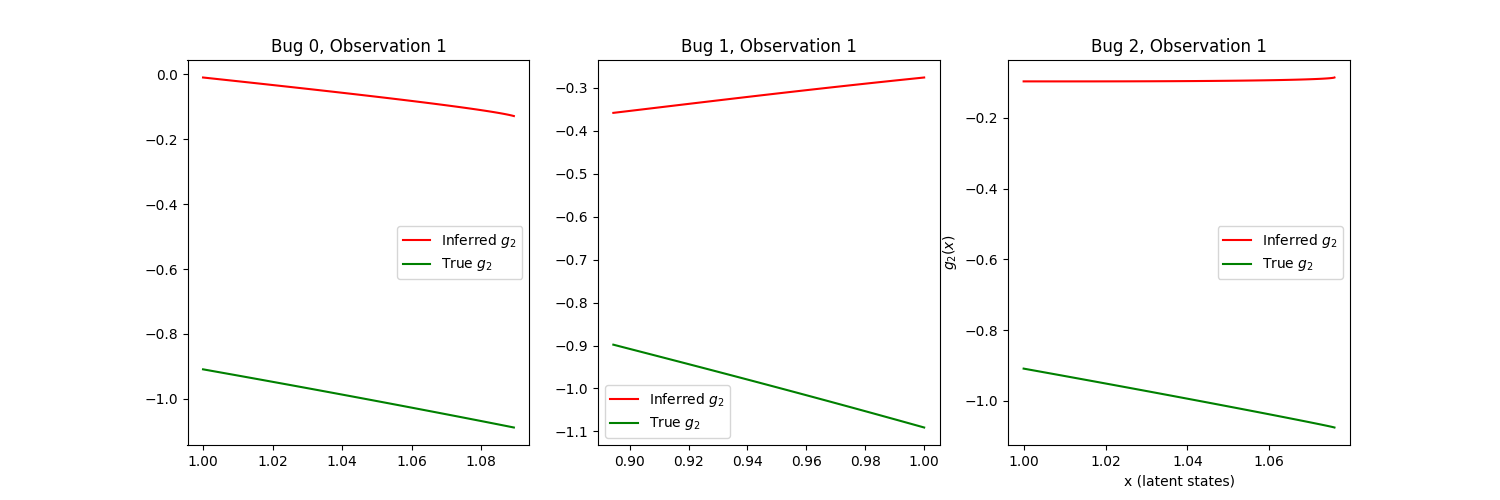 Bug 0, Observation 1
0.0
−0.2
−0.4
−0.6
−0.8
−1.0
Inferred g₂
True g₂
1.00 1.02 1.04 1.06 1.08
Bug 1, Observation 1
−0.3
−0.4
−0.5
−0.6
−0.7
−0.8
−0.9
−1.0
−1.1
Inferred g₂
True g₂
0.90 0.92 0.94 0.96 0.98 1.00
Bug 2, Observation 1
g₂(x)
−0.2
−0.4
−0.6
−0.8
−1.0
Inferred g₂
True g₂
1.00 1.02 1.04 1.06
x (latent states)